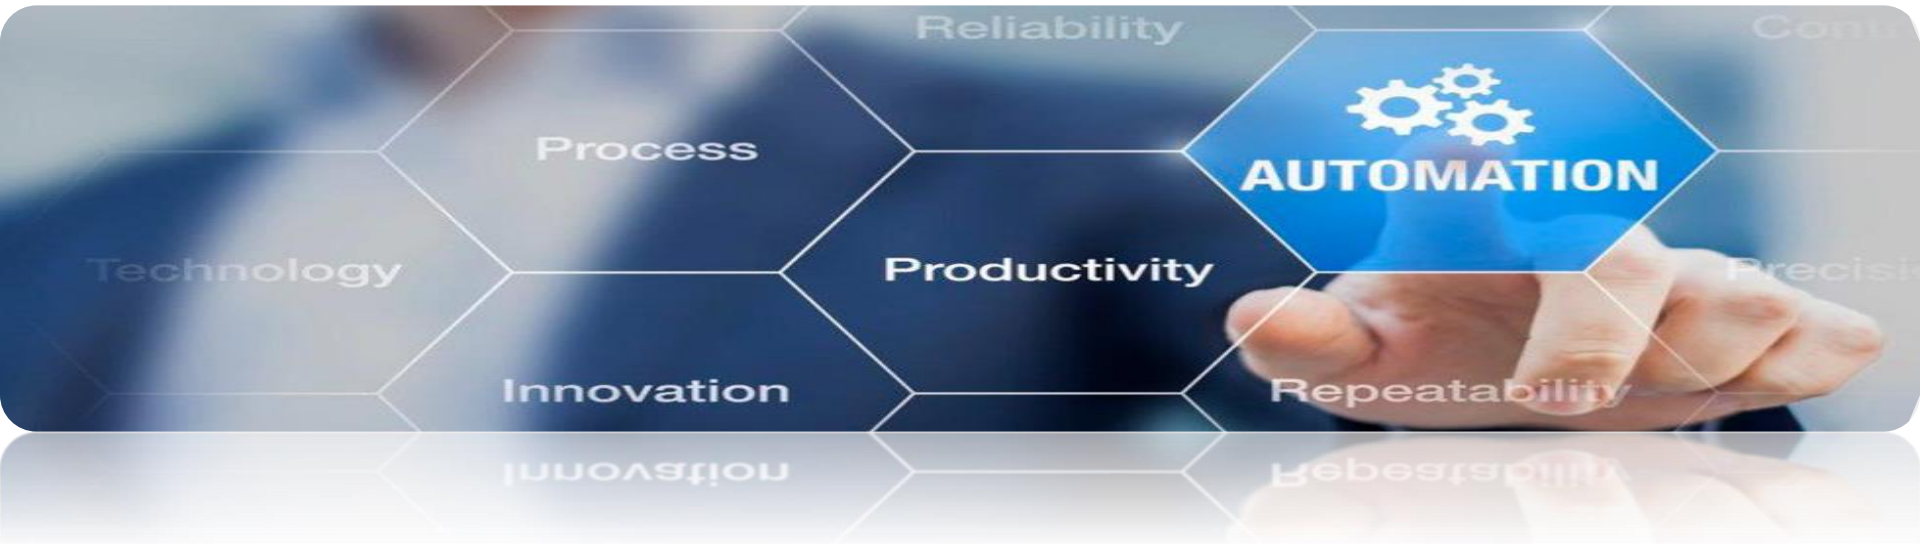 Reliability
Process
AUTOMATION
Technology
Productivity
Innovation
Repeatability